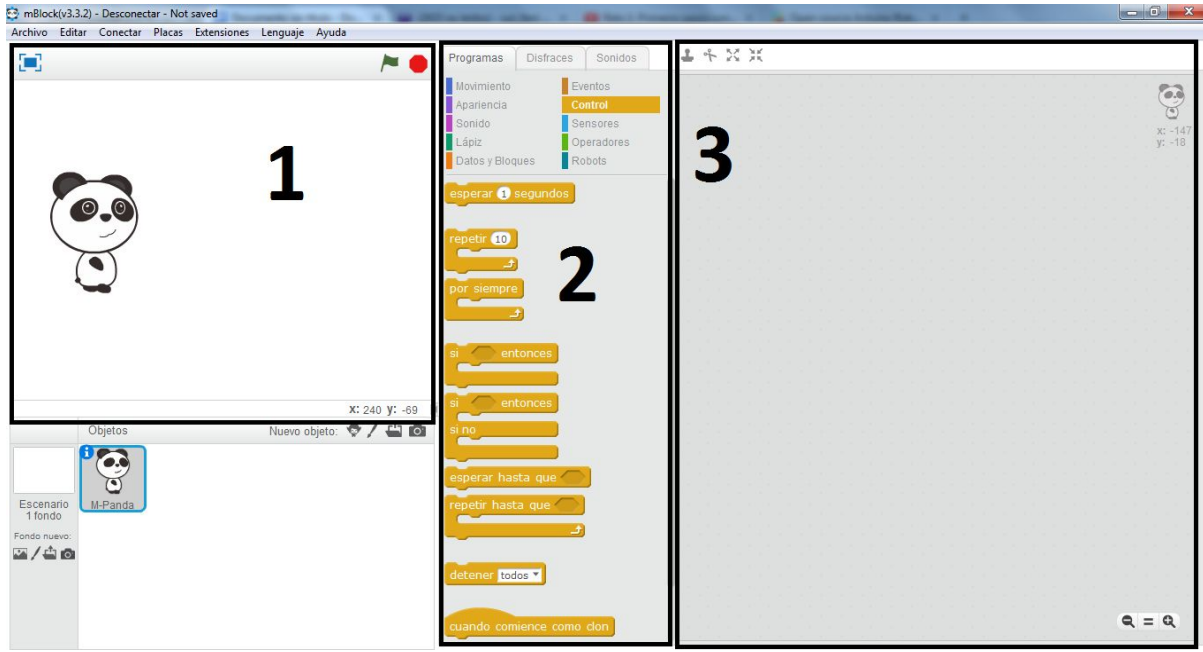 mBlock(v3.3.2) - Desconectar - Not saved
Archivo Editar Conectar Placas Extensiones Lenguaje Ayuda
1
X: 240 y: -69
Objetos
Nuevo objeto:
Escenario
1 fondo
Fondo nuevo:
M-Panda
Programas Disfraces Sonidos
Movimiento Eventos
Apariencia Control
Sonido Sensores
Lápiz Operadores
Datos y Bloques Robots
2
esperar 1 segundos
repetir 10
por siempre
si entonces
si entonces
si no
esperar hasta que
repetir hasta que
detener todos
cuando comience como clon
3
x: -147
y: -18